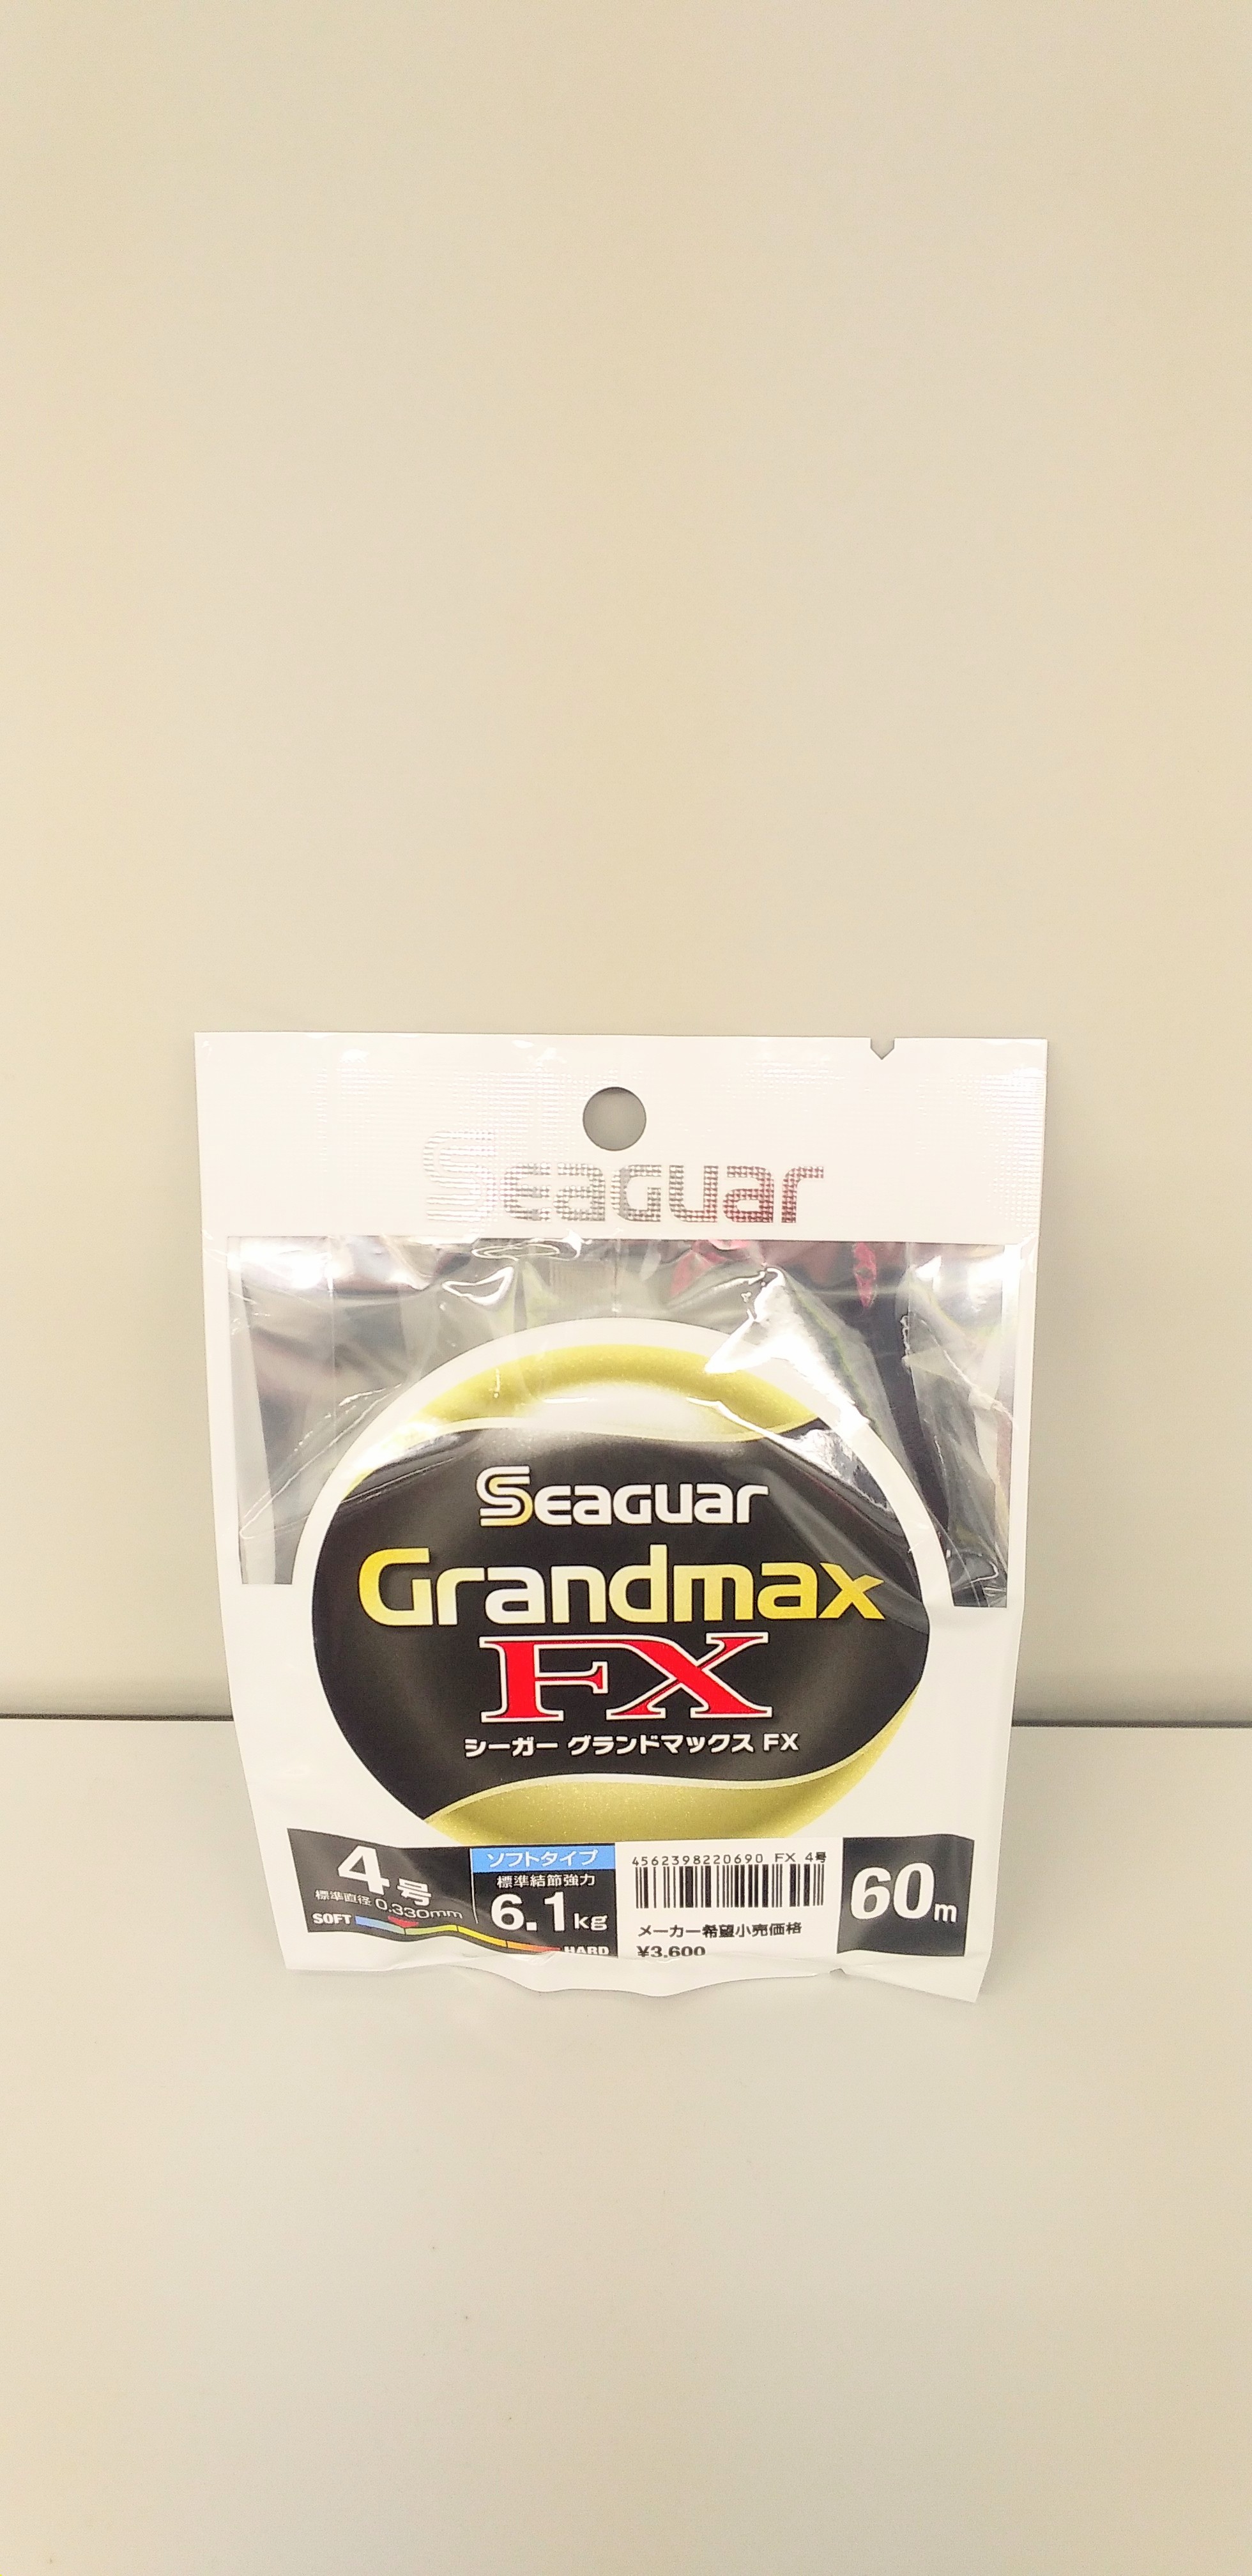 Seaguar
Seaguar
Grandmax
FX
シーガー グランドマックス FX
4号
標準直径 0.330mm
SOFT
HARD
ソフトタイプ
標準結節強力
6.1kg
4562398220690 FX 4号
メーカー希望小売価格
¥3,600
60m